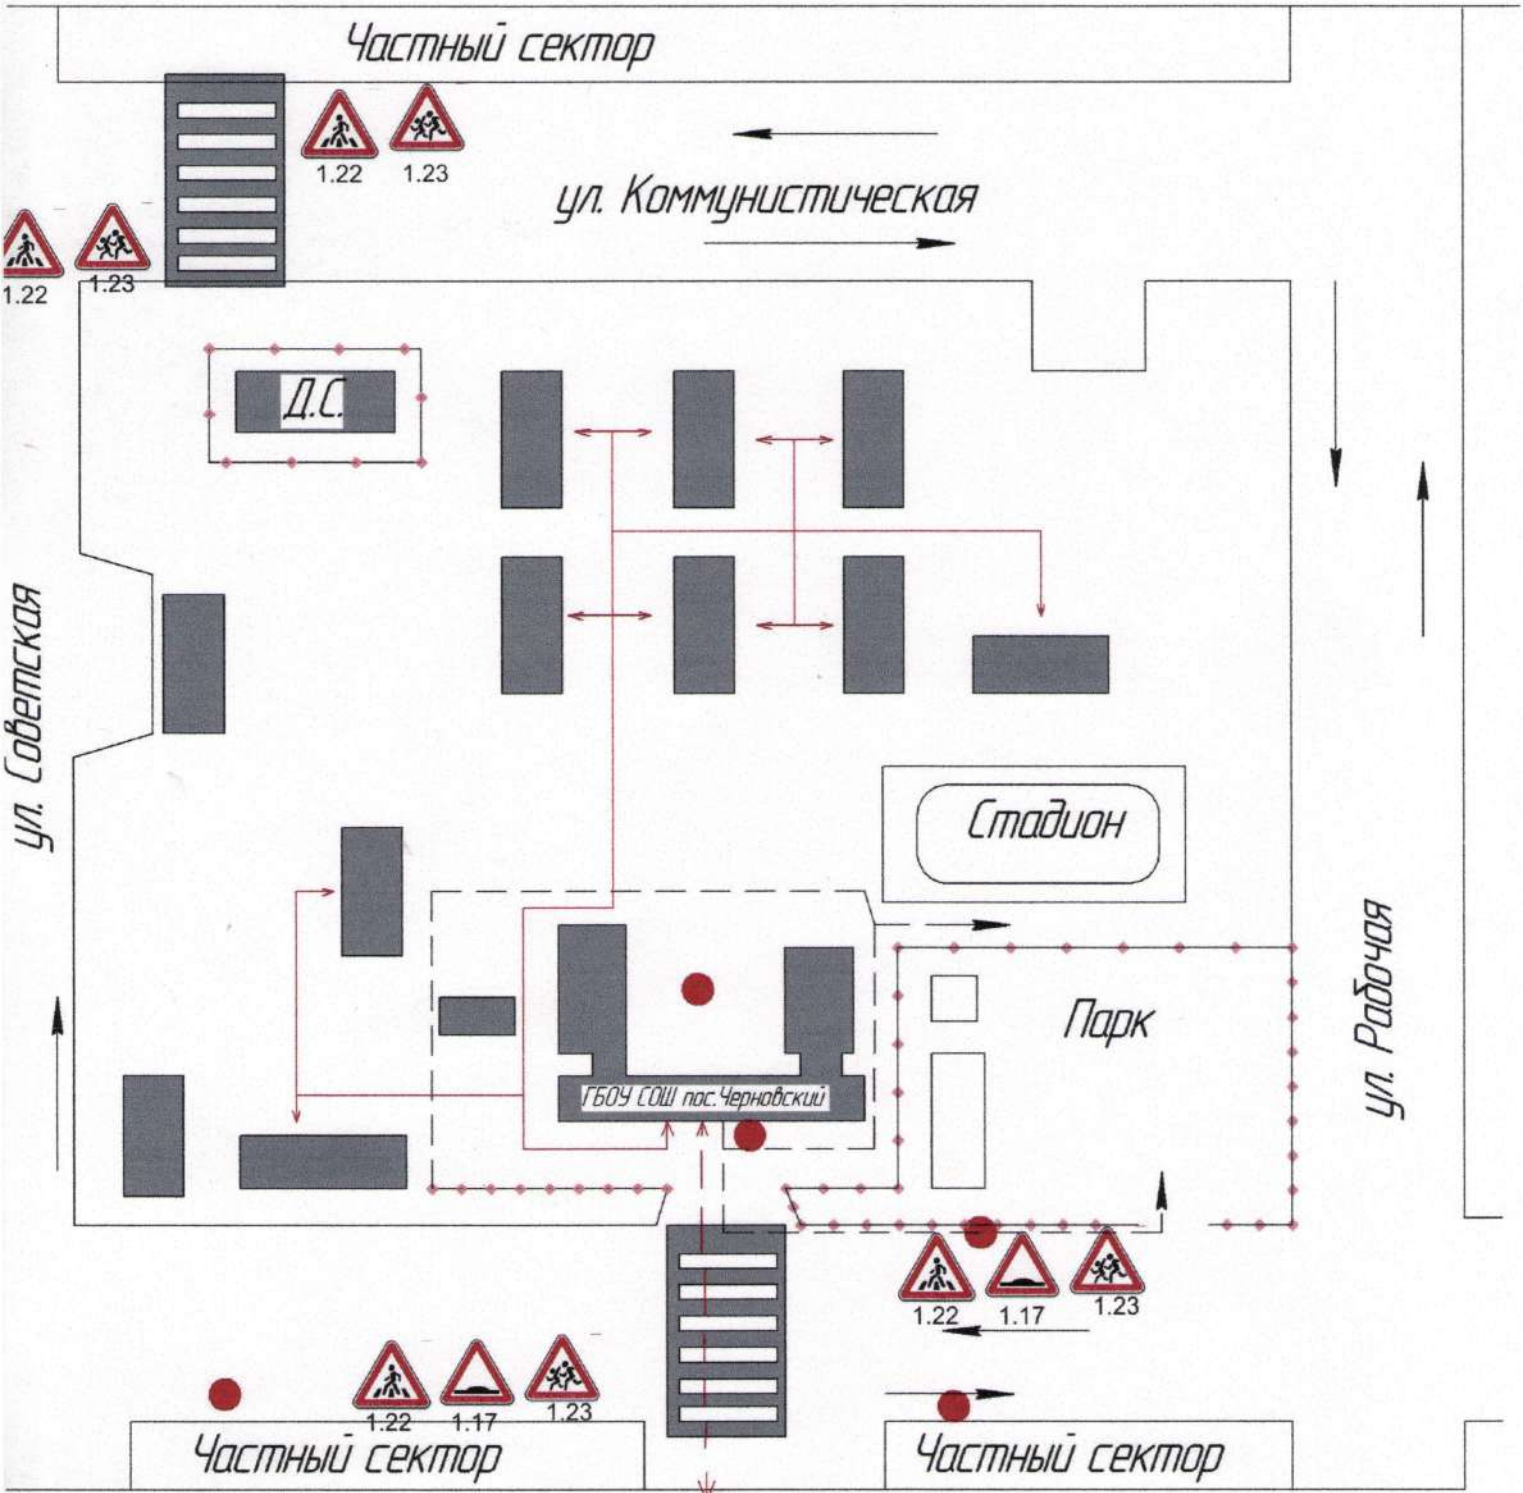 Частный сектор
1.22
1.23
ул. Коммунистическая
1.22
1.23
Д.С.
ул. Советская
Стадион
ул. Рабочая
Парк
ГБОУ СОШ пос.Черновский
1.22
1.17
1.23
1.22
1.17
1.23
Частный сектор
Частный сектор